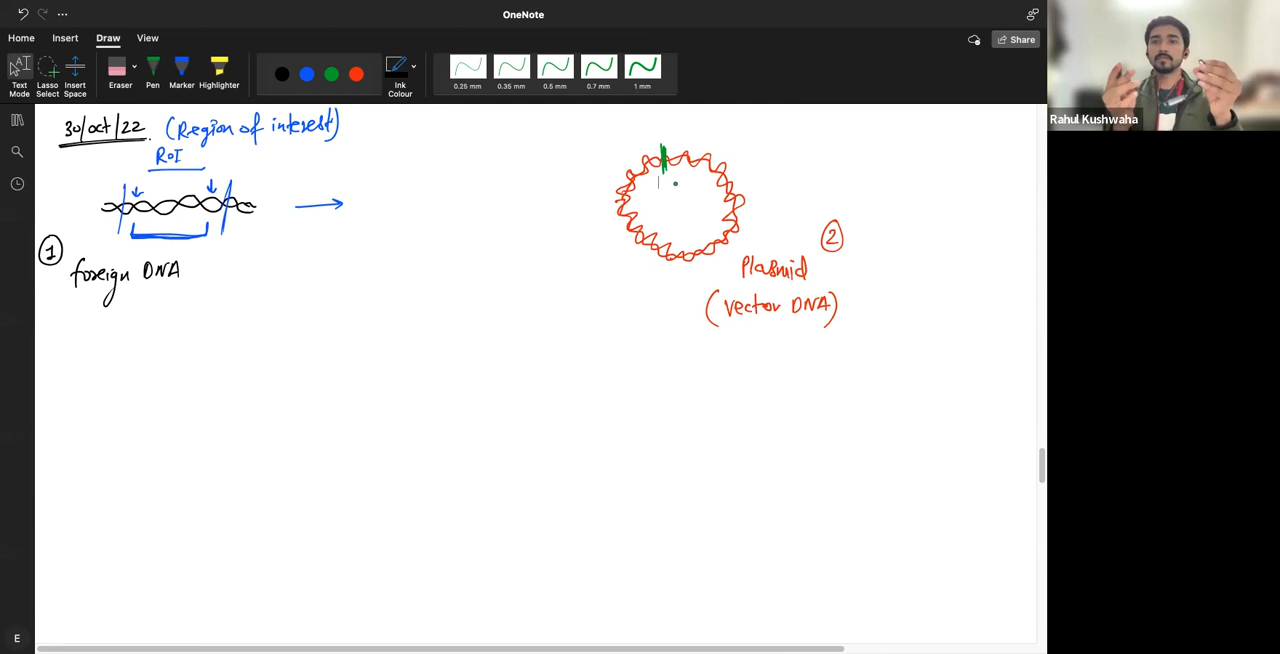 OneNote
Home Insert Draw View
Share
Text Mode
Lasso Select
Insert Space
Eraser
Pen
Marker
Highlighter
Ink Colour
0.25 mm
0.35 mm
0.5 mm
0.7 mm
1 mm
Rahul Kushwaha
30/oct/22. (Region of interest)
ROI
1
foreign DNA
2
Plasmid
(vector DNA)
E